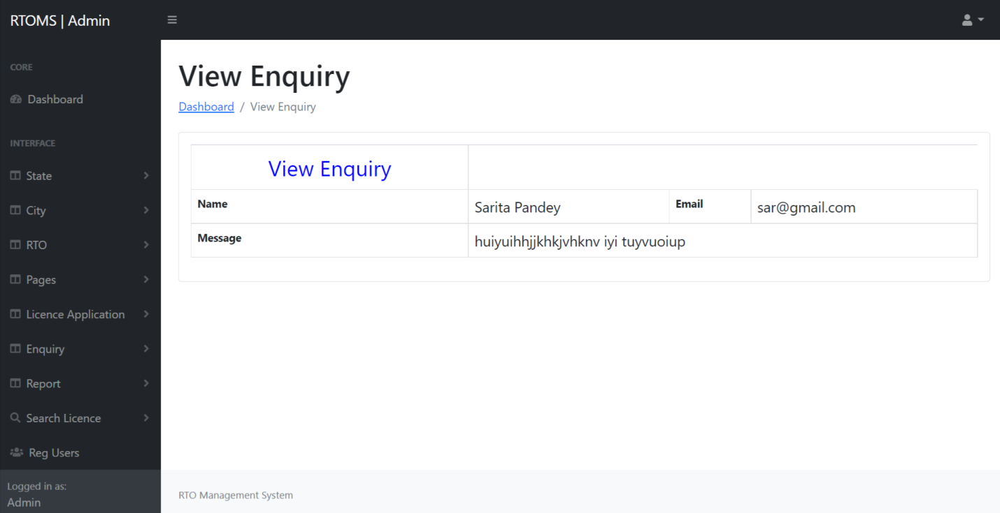 RTOMS | Admin
CORE
Dashboard
INTERFACE
State
City
RTO
Pages
Licence Application
Enquiry
Report
Search Licence
Reg Users
Logged in as:
Admin
View Enquiry
Dashboard / View Enquiry
View Enquiry
Name Sarita Pandey Email sar@gmail.com
Message huiyuihhjjkhkjvhknv iyi tuyvuoiup
RTO Management System